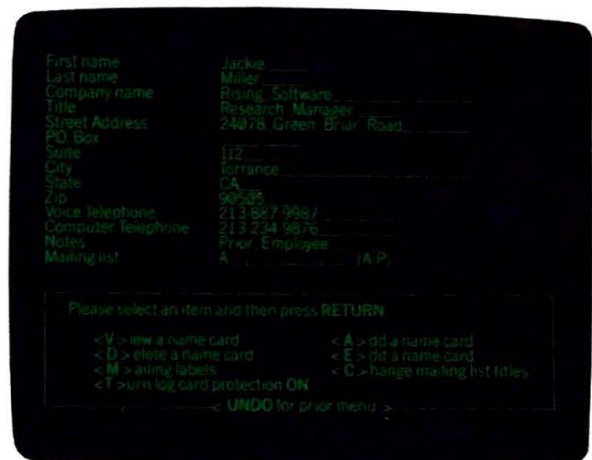 First name Jackie
Last name Miller
Company name Rising Software
Title Research Manager
Street Address 24078 Green Briar Road
P.O. Box
Suite 112
City Torrance
State CA
Zip 90505
Voice Telephone 213 887 9987
Computer Telephone 213 234 9876
Notes Prior Employee
Mailing list A (A-P)
Please select an item and then press RETURN
<V>iew a name card <A>dd a name card
<D>elete a name card <E>dit a name card
<M>ailing labels <C>hange mailing list titles
<T>urn log card protection ON
< UNDO for prior menu >